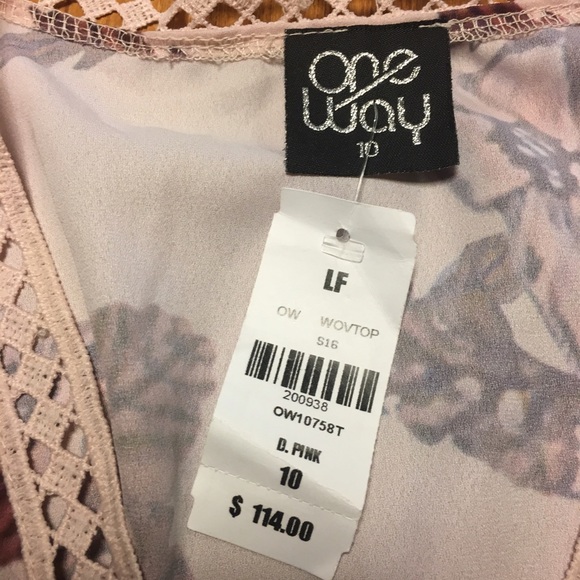 one
way
10
LF
OW WOVTOP
S16
200938
OW10758T
D. PINK
10
$ 114.00